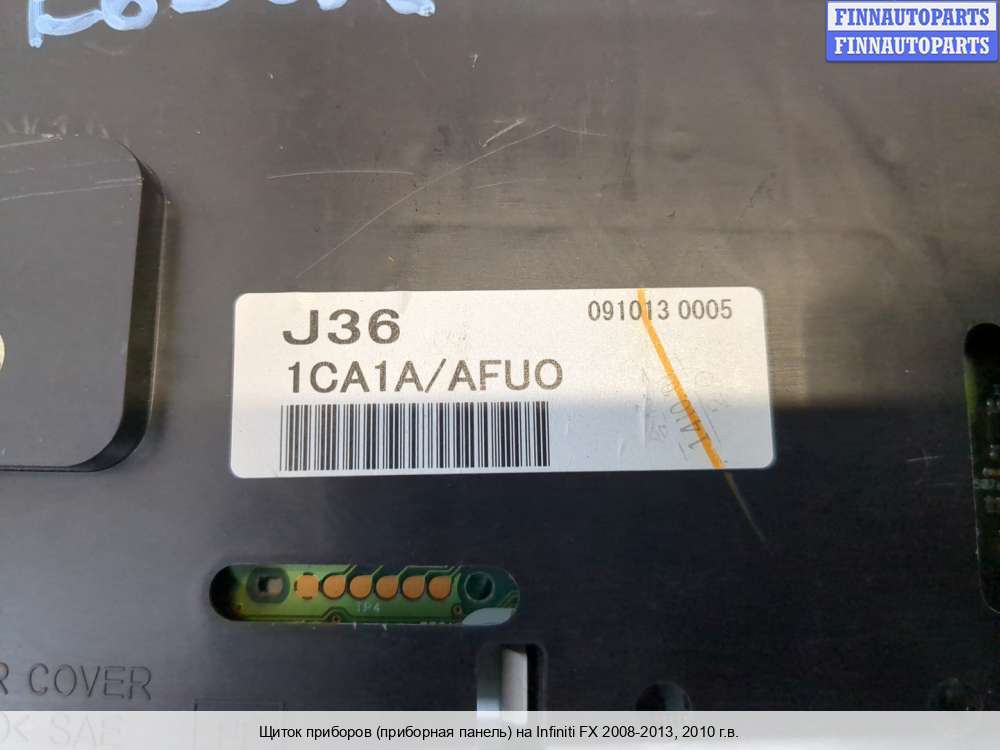 FINNAUTOPARTS
FINNAUTOPARTS
J36
091013 0005
1CA1A/AFUO
TP4
R COVER
SAE
Щиток приборов (приборная панель) на Infiniti FX 2008-2013, 2010 г.в.